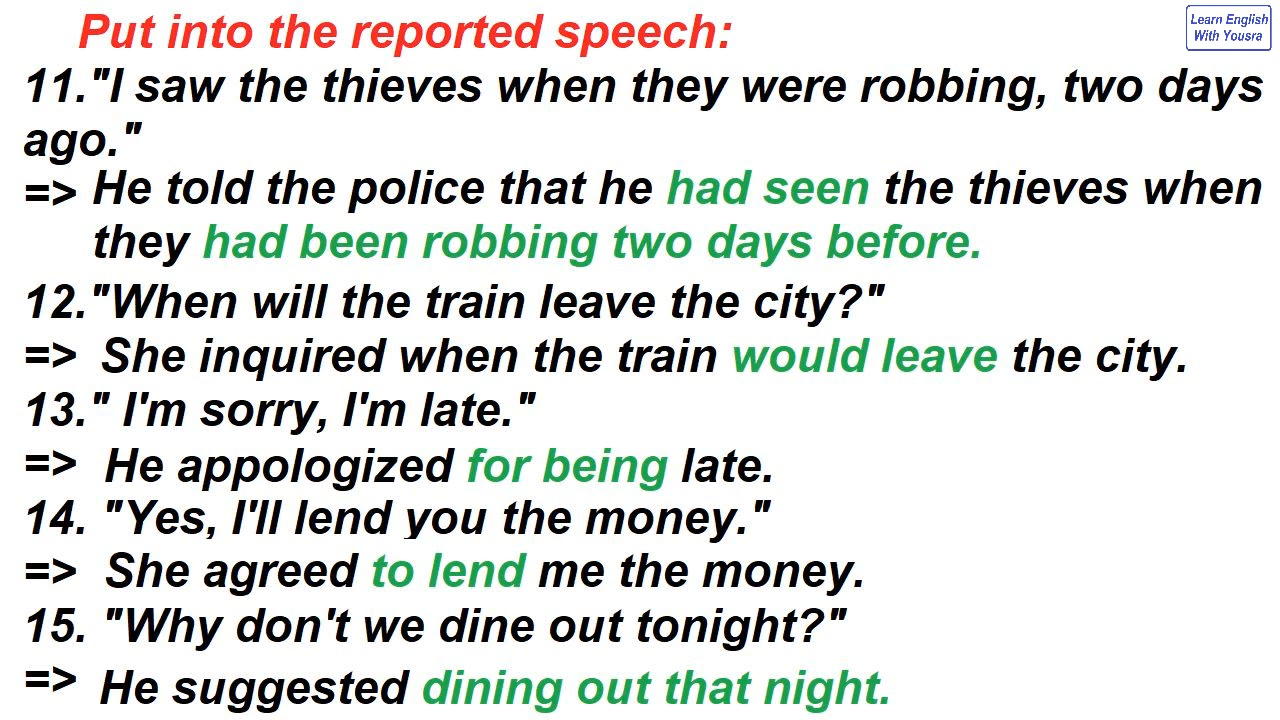 Put into the reported speech:
Learn English
With Yousra
11."I saw the thieves when they were robbing, two days
ago."
=> He told the police that he had seen the thieves when
they had been robbing two days before.
12."When will the train leave the city?"
=> She inquired when the train would leave the city.
13." I'm sorry, I'm late."
=> He appologized for being late.
14. "Yes, I'll lend you the money."
=> She agreed to lend me the money.
15. "Why don't we dine out tonight?"
=> He suggested dining out that night.